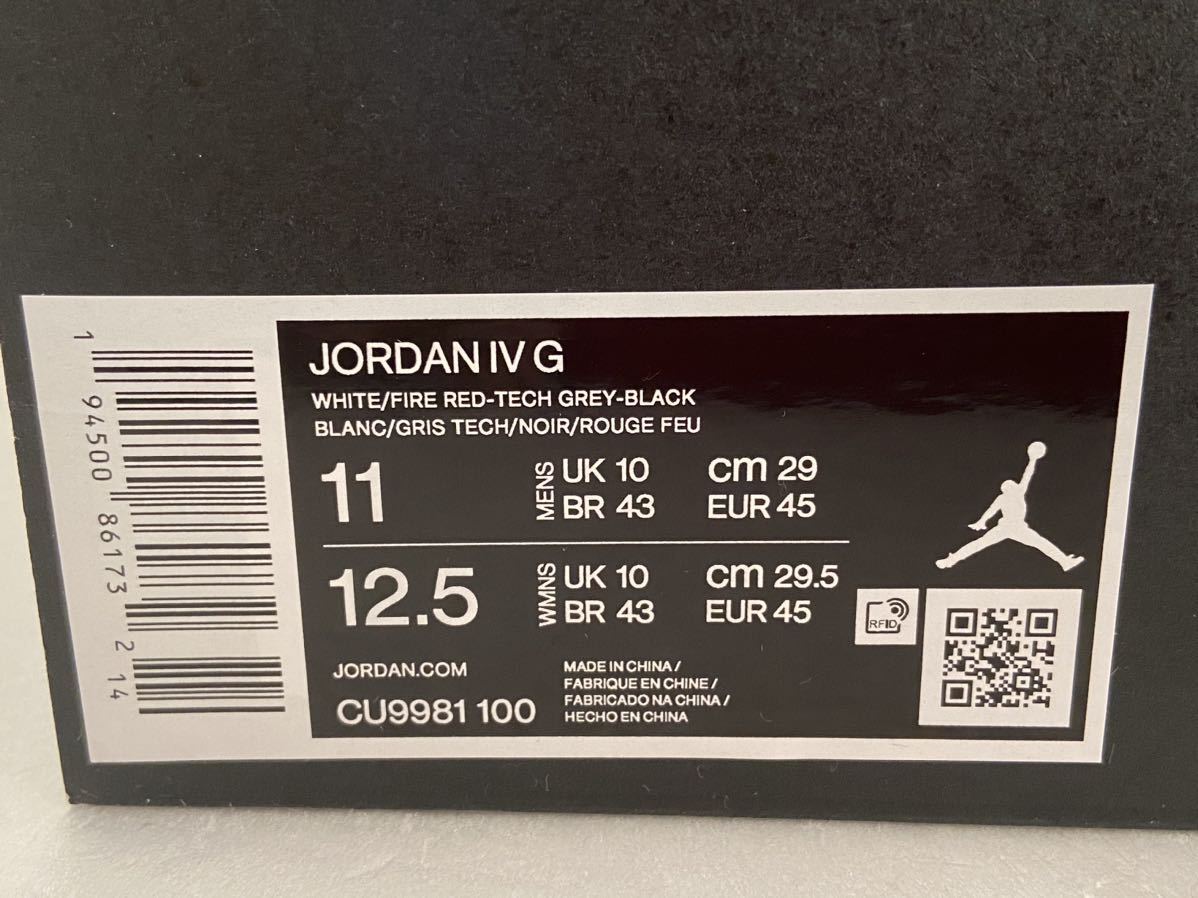 1 94500 86173 2 14
JORDAN IV G
WHITE/FIRE RED-TECH GREY-BLACK
BLANC/GRIS TECH/NOIR/ROUGE FEU
11 MENS UK 10 cm 29
BR 43 EUR 45
12.5 WMNS UK 10 cm 29.5
BR 43 EUR 45
RFID
JORDAN.COM
CU9981 100
MADE IN CHINA /
FABRIQUE EN CHINE /
FABRICADO NA CHINA /
HECHO EN CHINA